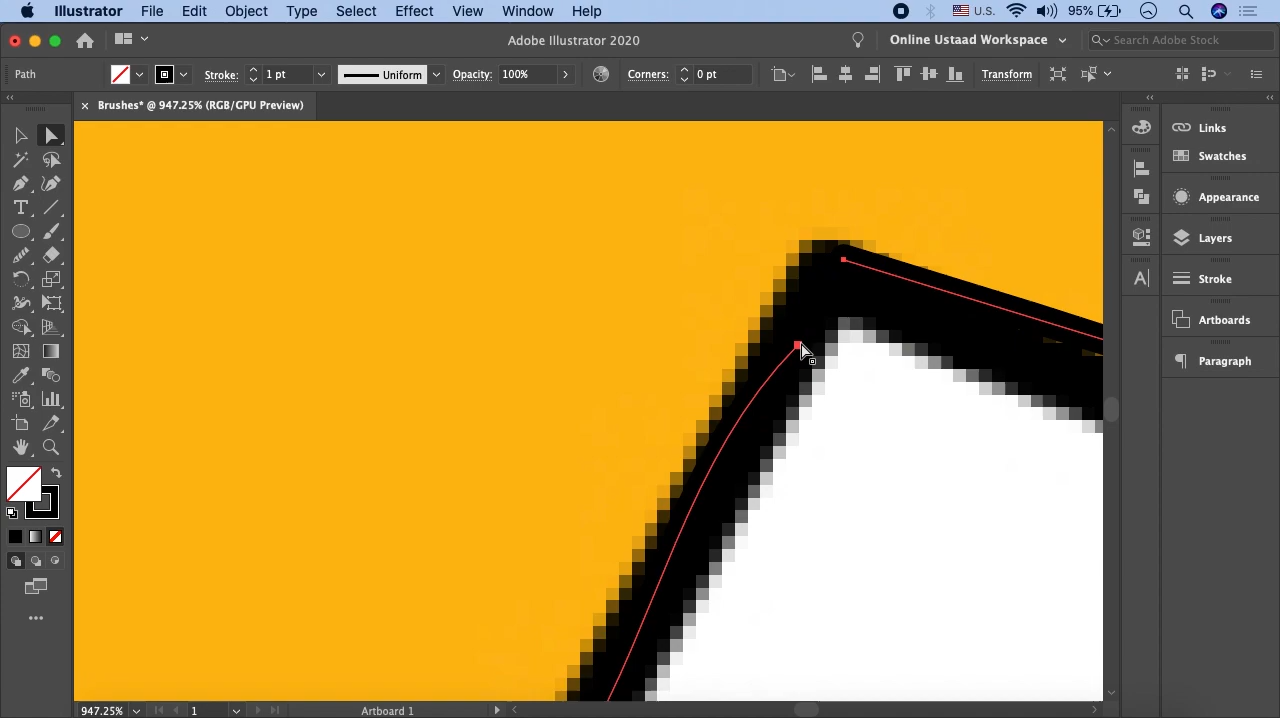 Illustrator File Edit Object Type Select Effect View Window Help U.S. 95%
Adobe Illustrator 2020 Online Ustaad Workspace Search Adobe Stock
Path Stroke: 1 pt Uniform Opacity: 100% Corners: 0 pt Transform
Brushes* @ 947.25% (RGB/GPU Preview)
Links
Swatches
Appearance
Layers
Stroke
Artboards
Paragraph
947.25% 1 Artboard 1